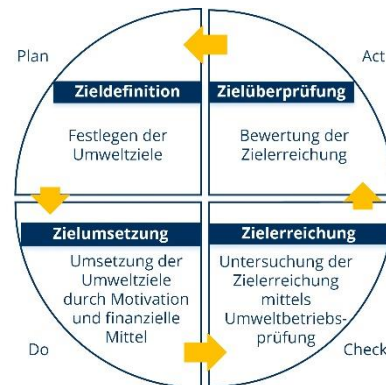 Plan
Zieldefinition
Festlegen der
Umweltziele
Act
Zielüberprüfung
Bewertung der
Zielerreichung
Zielumsetzung
Umsetzung der
Umweltziele
durch Motivation
und finanzielle
Mittel
Do
Zielerreichung
Untersuchung der
Zielerreichung
mittels
Umweltbetriebs-
prüfung
Check